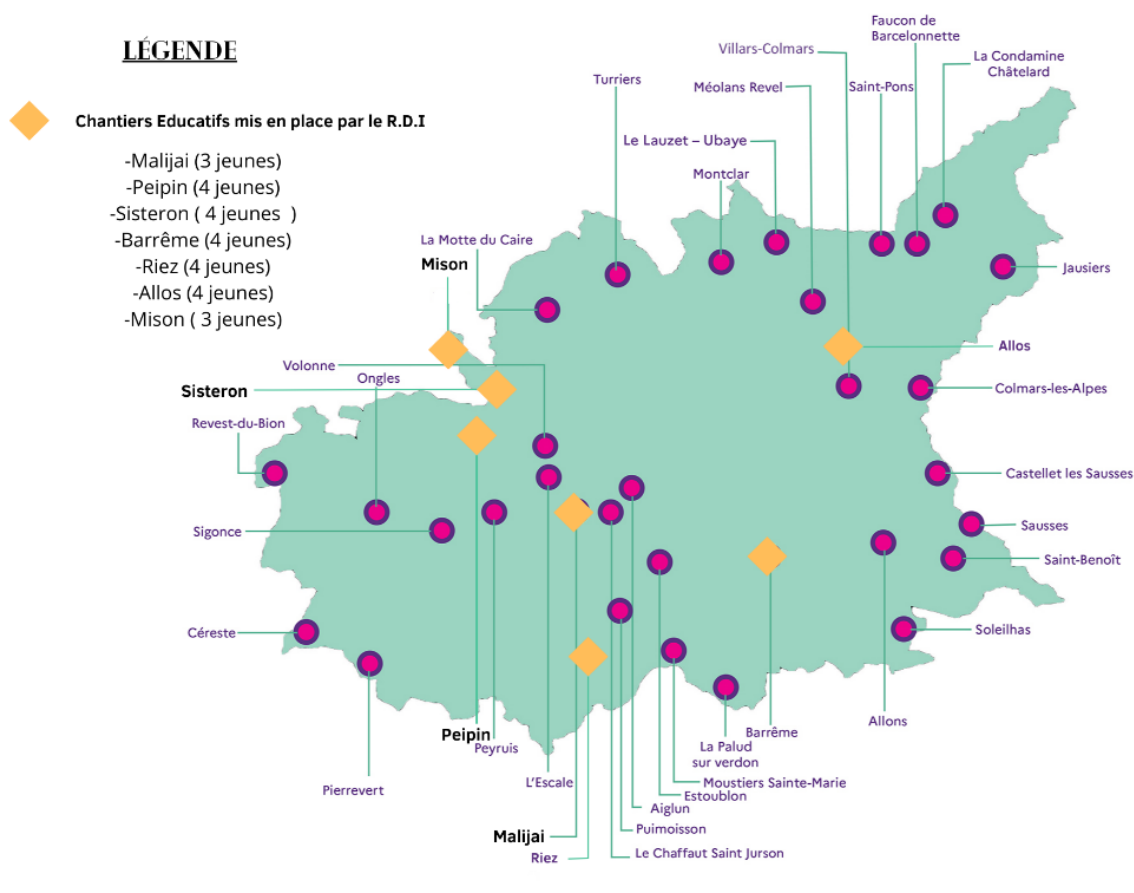 LÉGENDE
Chantiers Educatifs mis en place par le R.D.I
-Malijai (3 jeunes)
-Peipin (4 jeunes)
-Sisteron ( 4 jeunes )
-Barrême (4 jeunes)
-Riez (4 jeunes)
-Allos (4 jeunes)
-Mison ( 3 jeunes)
Faucon de
Barcelonnette
Villars-Colmars
La Condamine
Châtelard
Turriers
Méolans Revel
Saint-Pons
Le Lauzet – Ubaye
Montclar
La Motte du Caire
Mison
Jausiers
Allos
Volonne
Ongles
Sisteron
Colmars-les-Alpes
Revest-du-Bion
Castellet les Sausses
Sigonce
Sausses
Saint-Benoît
Céreste
Soleilhas
Allons
Peipin
Peyruis
Barrême
La Palud
sur verdon
L'Escale
Moustiers Sainte-Marie
Pierrevert
Estoublon
Aiglun
Puimoisson
Malijai
Le Chaffaut Saint Jurson
Riez